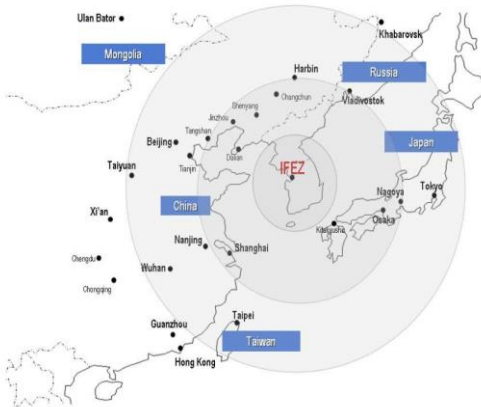 Ulan Bator
Khabarovsk
Mongolia
Harbin
Russia
Changchun
Vladivostok
Shenyang
Jinzhou
Tangshan
Japan
Beijing
Dalian
Tianjin
IFEZ
Taiyuan
Nagoya
Tokyo
China
Osaka
Xi'an
Kitakyushu
Nanjing
Shanghai
Chengdu
Wuhan
Chongqing
Taipei
Guanzhou
Taiwan
Hong Kong